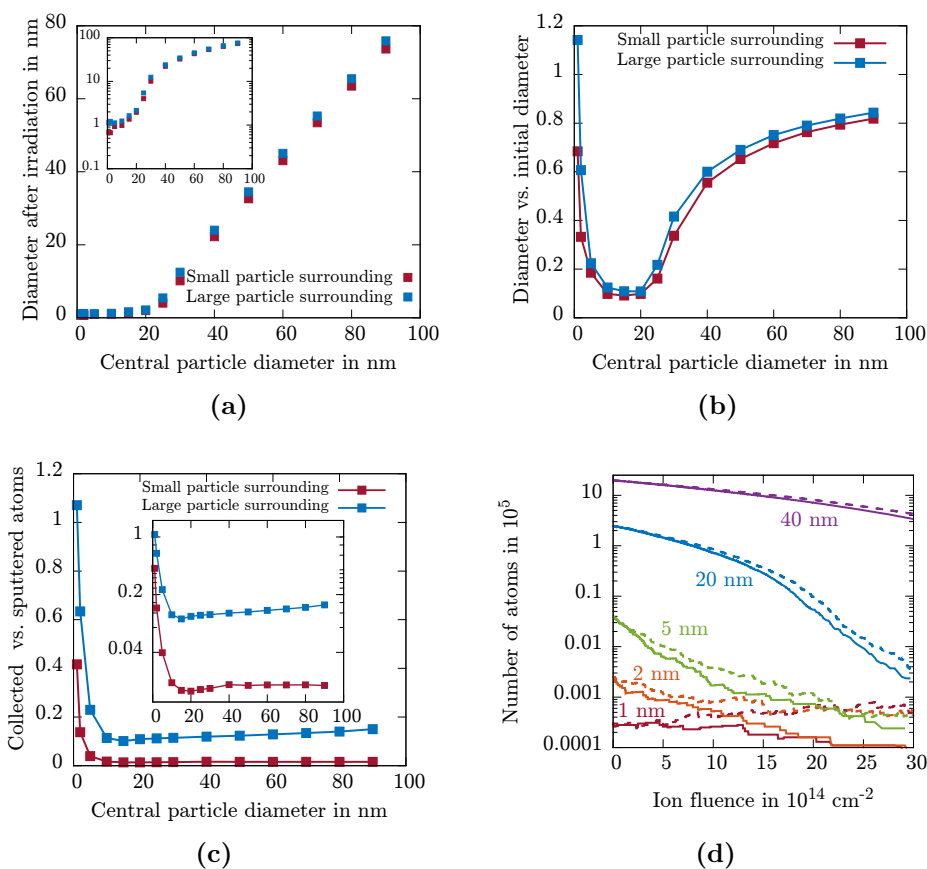 80
60
40
20
0
0 20 40 60 80 100
Diameter after irradiation in nm
Central particle diameter in nm
100
10
1
0.1
0 20 40 60 80 100
Small particle surrounding
Large particle surrounding
(a)
1.2
1
0.8
0.6
0.4
0.2
0
0 20 40 60 80 100
Diameter vs. initial diameter
Central particle diameter in nm
Small particle surrounding
Large particle surrounding
(b)
1.2
1
0.8
0.6
0.4
0.2
0
0 20 40 60 80 100
Collected vs. sputtered atoms
Central particle diameter in nm
Small particle surrounding
Large particle surrounding
1
0.2
0.04
0 10 20 30 40 50 60 70 80 90 100
(c)
10
1
0.1
0.01
0.001
0.0001
0 5 10 15 20 25 30
Number of atoms in 10⁵
Ion fluence in 10¹⁴ cm⁻²
40 nm
20 nm
5 nm
2 nm
1 nm
(d)